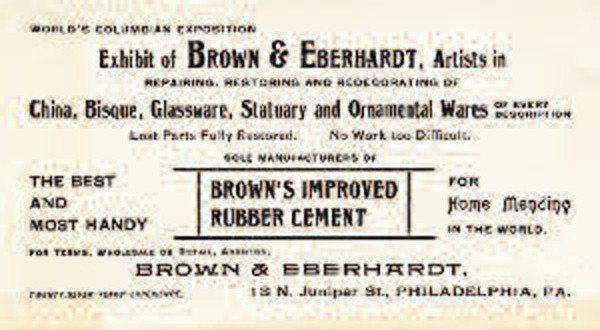 WORLD'S COLUMBIAN EXPOSITION
Exhibit of BROWN & EBERHARDT, Artists in
REPAIRING, RESTORING AND REDECORATING OF
China, Bisque, Glassware, Statuary and Ornamental Wares OF EVERY DESCRIPTION
Lost Parts Fully Restored. No Work too Difficult.
SOLE MANUFACTURERS OF
THE BEST
AND
MOST HANDY
BROWN'S IMPROVED
RUBBER CEMENT
FOR
Home Mending
IN THE WORLD.
FOR TERMS, WHOLESALE OR RETAIL, ADDRESS,
BROWN & EBERHARDT,
18 N. Juniper St., PHILADELPHIA, PA.